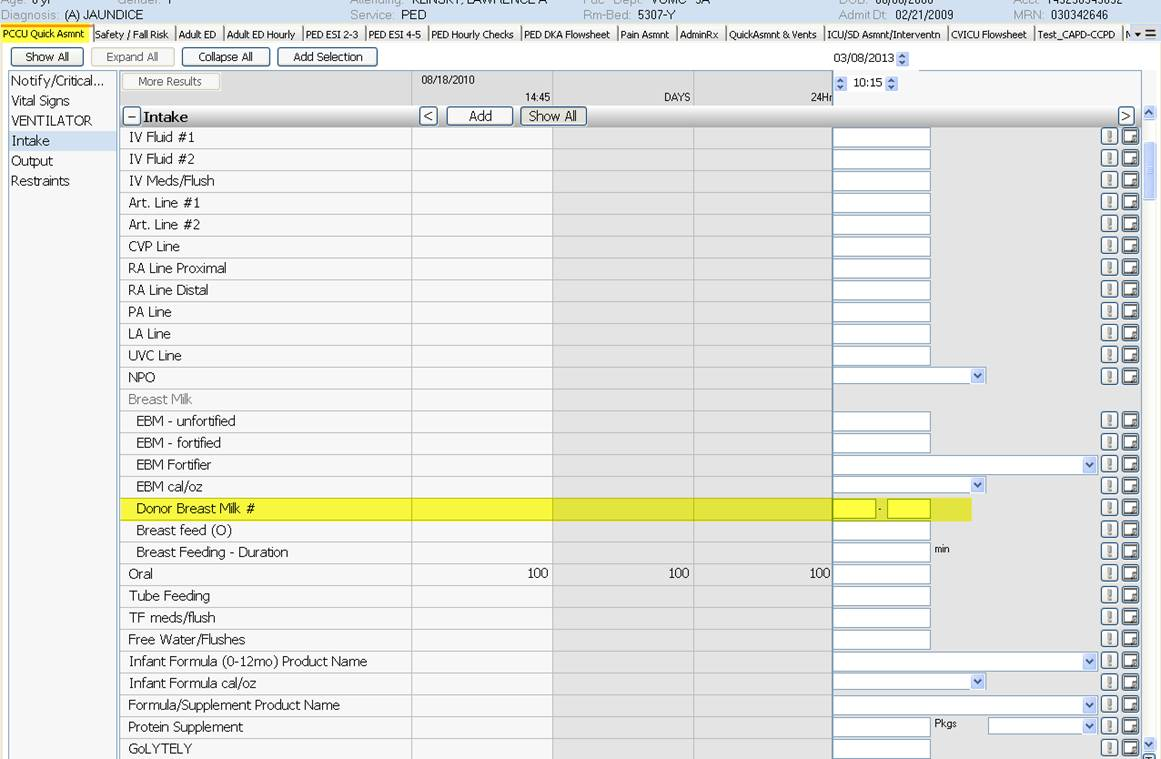 Diagnosis: (A) JAUNDICE Service: PED Rm-Bed: 5307-Y Admit Dt: 02/21/2009 MRN: 030342646
PCCU Quick Asmnt Safety / Fall Risk Adult ED Adult ED Hourly PED ESI 2-3 PED ESI 4-5 PED Hourly Checks PED DKA Flowsheet Pain Asmnt AdminRx QuickAsmnt & Vents ICU/SD Asmnt/Interventn CVICU Flowsheet Test_CAPD-CCPD
Show All Expand All Collapse All Add Selection 03/08/2013
Notify/Critical...
Vital Signs
VENTILATOR
Intake
Output
Restraints
More Results 08/18/2010 10:15
14:45 DAYS 24Hr
Intake < Add Show All >
IV Fluid #1
IV Fluid #2
IV Meds/Flush
Art. Line #1
Art. Line #2
CVP Line
RA Line Proximal
RA Line Distal
PA Line
LA Line
UVC Line
NPO
Breast Milk
EBM - unfortified
EBM - fortified
EBM Fortifier
EBM cal/oz
Donor Breast Milk # -
Breast feed (O)
Breast Feeding - Duration min
Oral 100 100 100
Tube Feeding
TF meds/flush
Free Water/Flushes
Infant Formula (0-12mo) Product Name
Infant Formula cal/oz
Formula/Supplement Product Name
Protein Supplement Pkgs
GoLYTELY